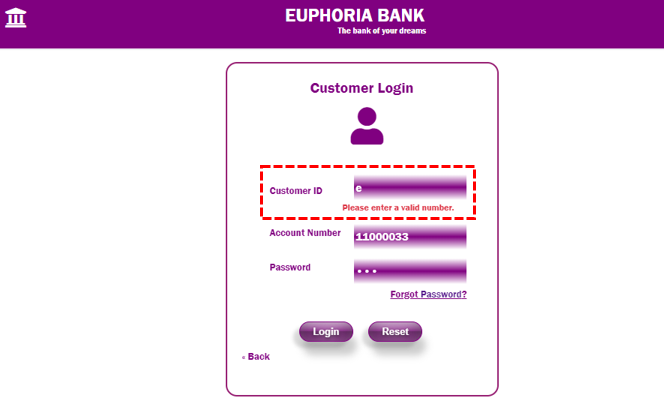 EUPHORIA BANK
The bank of your dreams
Customer Login
Customer ID e
Please enter a valid number.
Account Number 11000033
Password •••
Forgot Password?
Login Reset
« Back